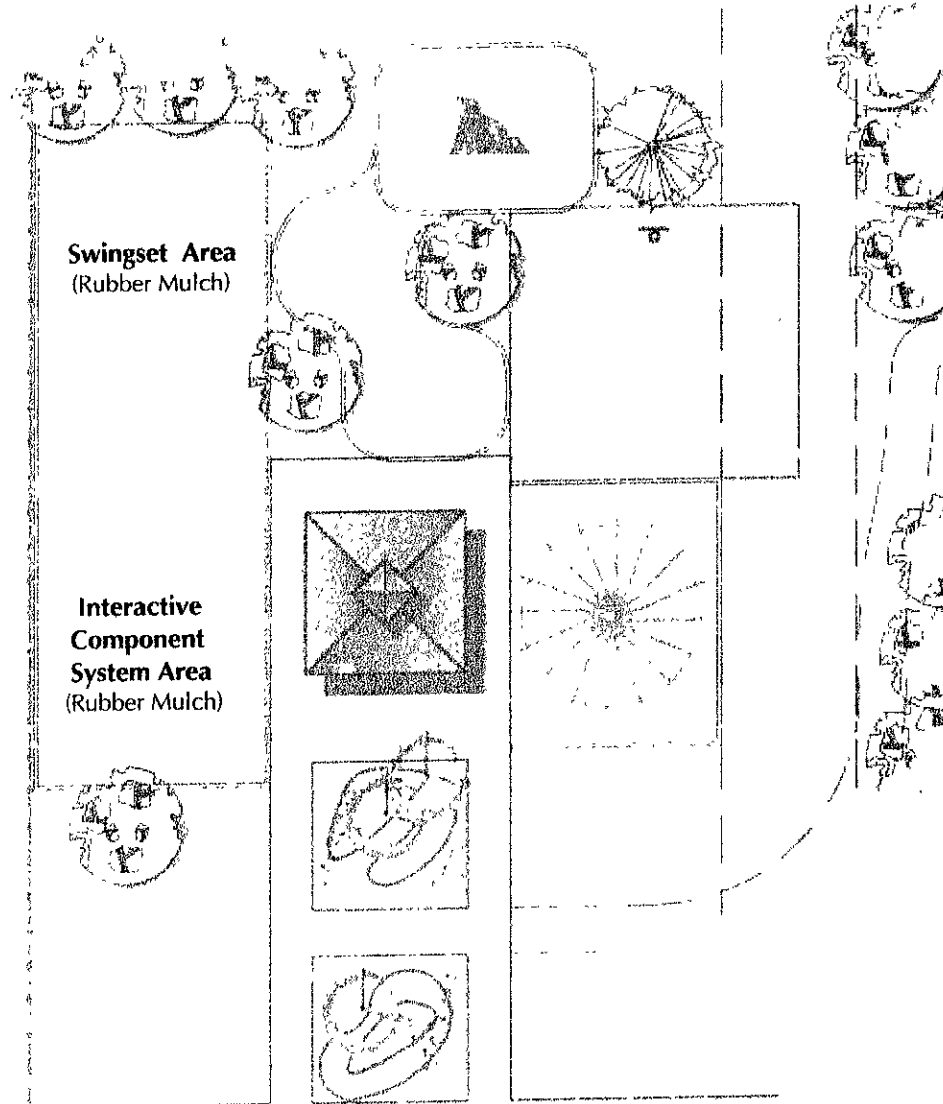 Swingset Area
(Rubber Mulch)
Interactive
Component
System Area
(Rubber Mulch)